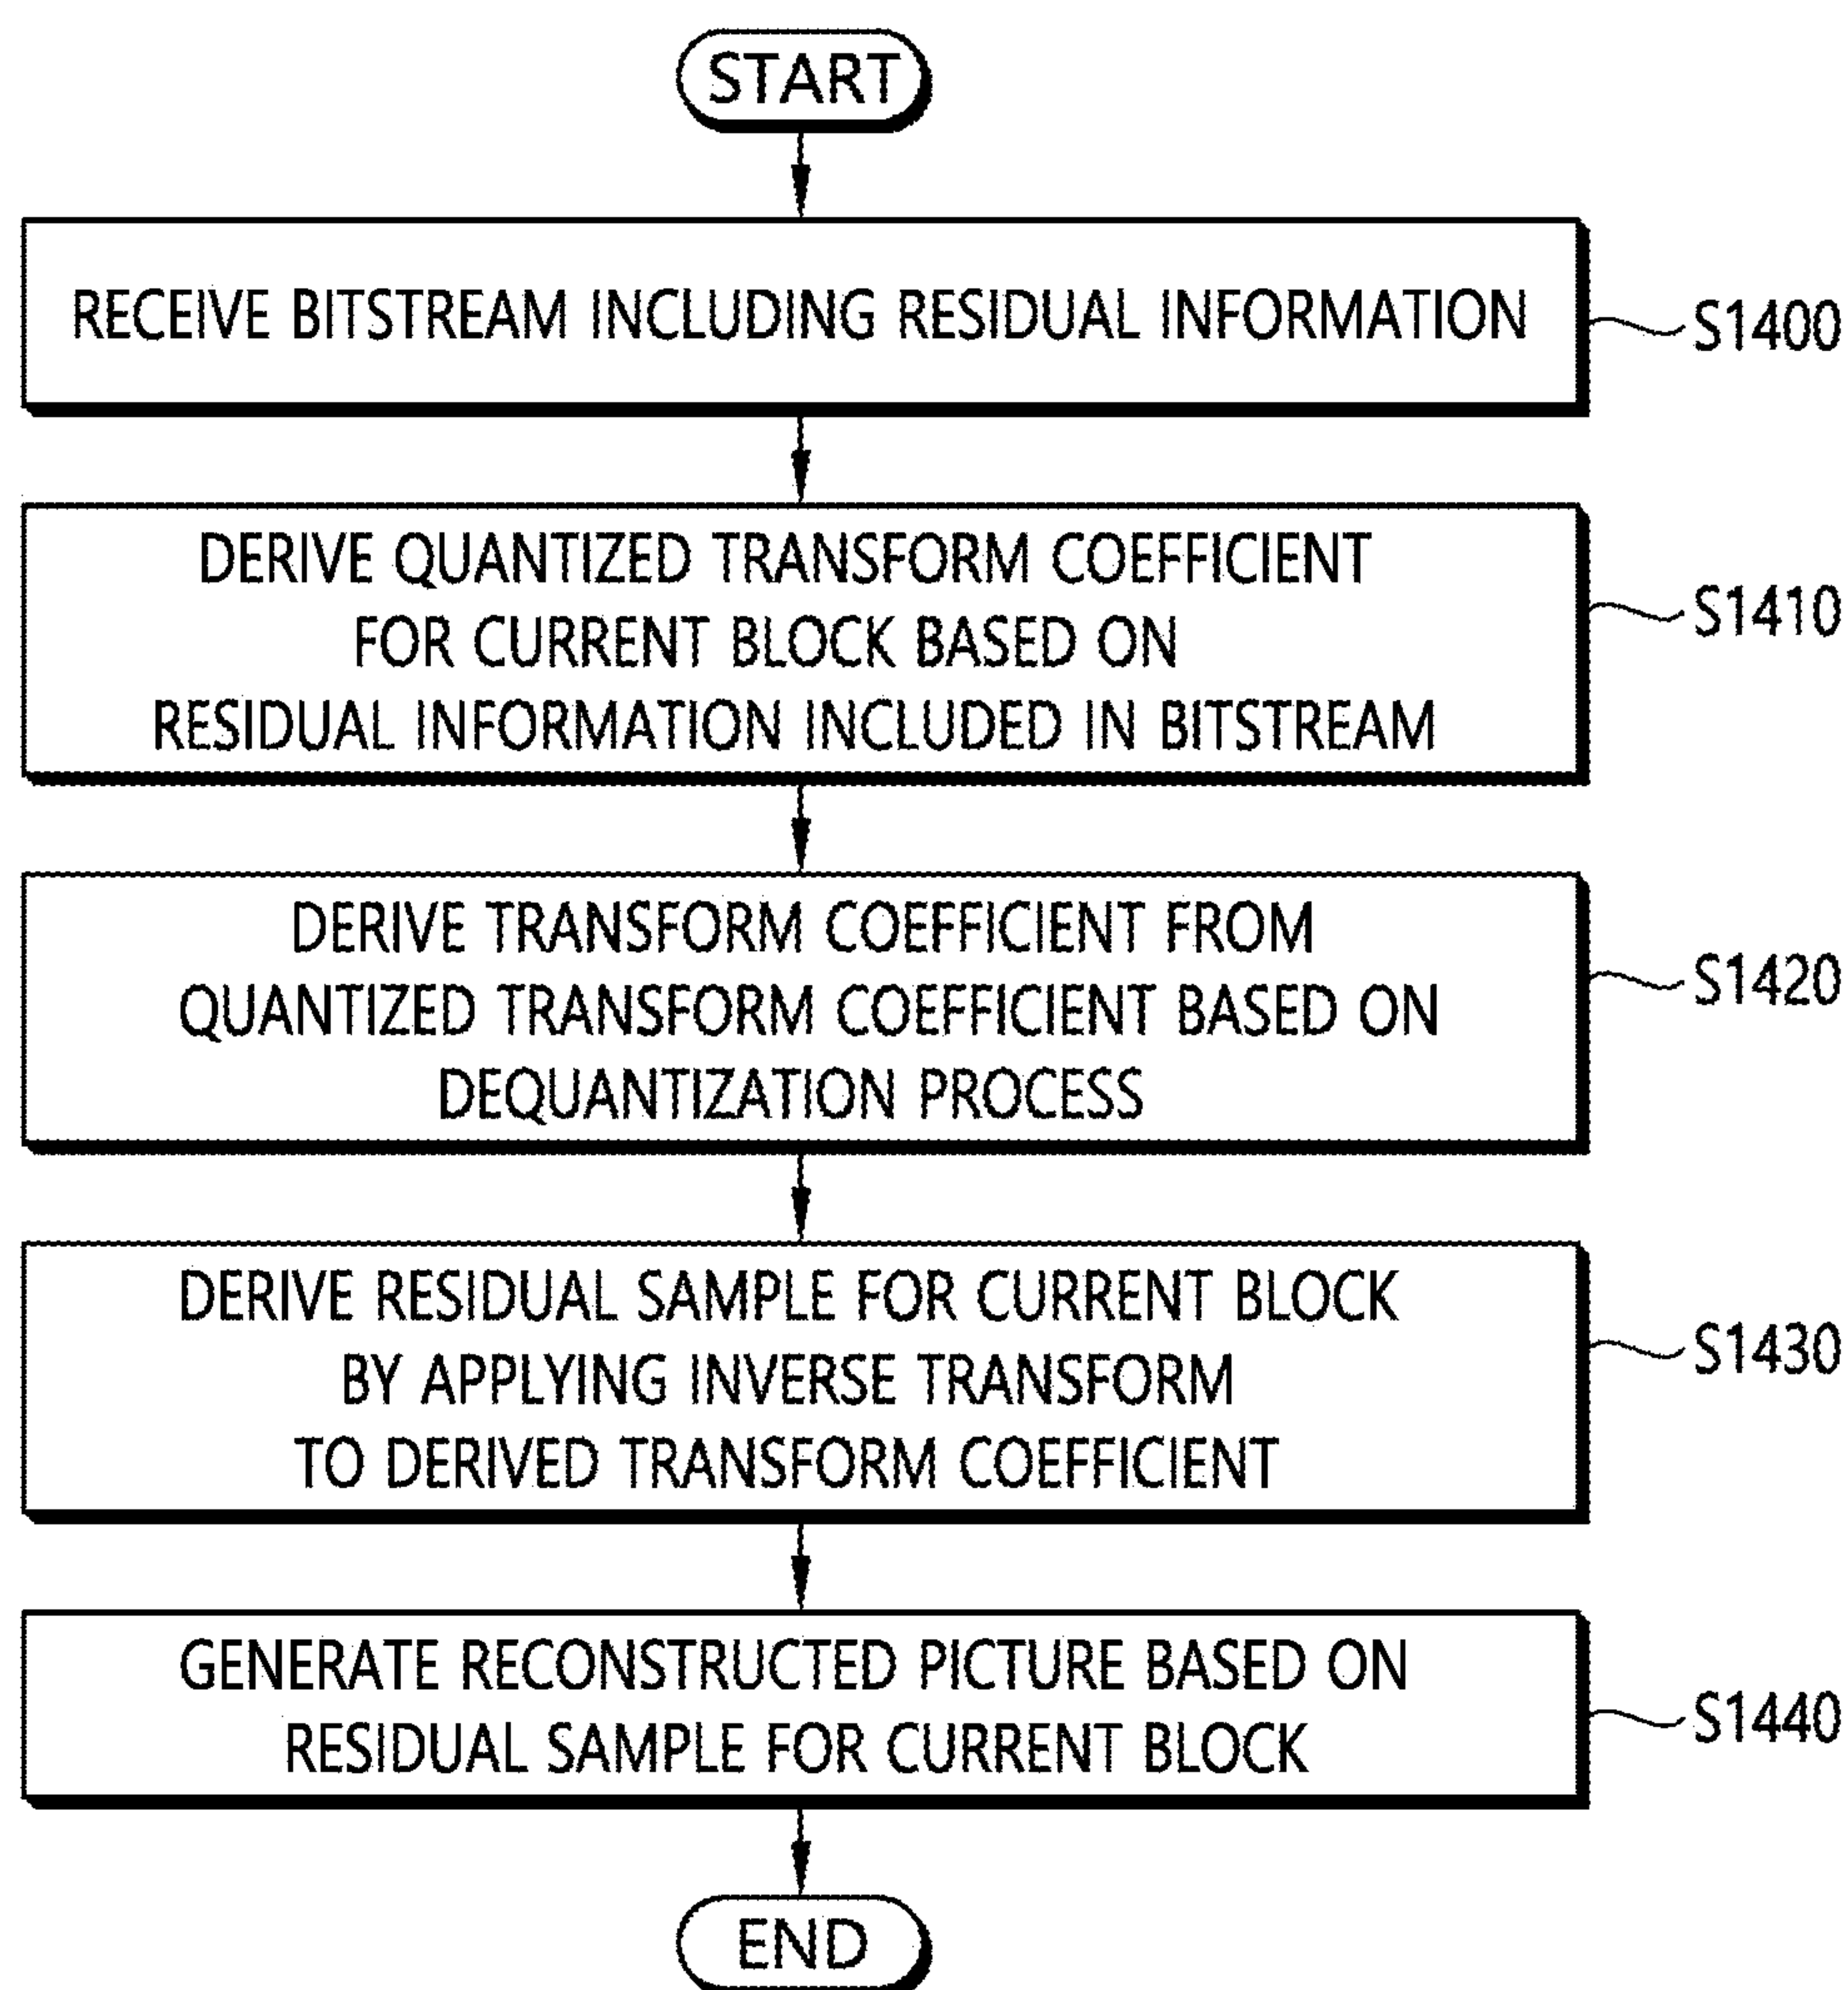 START
RECEIVE BITSTREAM INCLUDING RESIDUAL INFORMATION
S1400
DERIVE QUANTIZED TRANSFORM COEFFICIENT
FOR CURRENT BLOCK BASED ON
RESIDUAL INFORMATION INCLUDED IN BITSTREAM
S1410
DERIVE TRANSFORM COEFFICIENT FROM
QUANTIZED TRANSFORM COEFFICIENT BASED ON
DEQUANTIZATION PROCESS
S1420
DERIVE RESIDUAL SAMPLE FOR CURRENT BLOCK
BY APPLYING INVERSE TRANSFORM
TO DERIVED TRANSFORM COEFFICIENT
S1430
GENERATE RECONSTRUCTED PICTURE BASED ON
RESIDUAL SAMPLE FOR CURRENT BLOCK
S1440
END